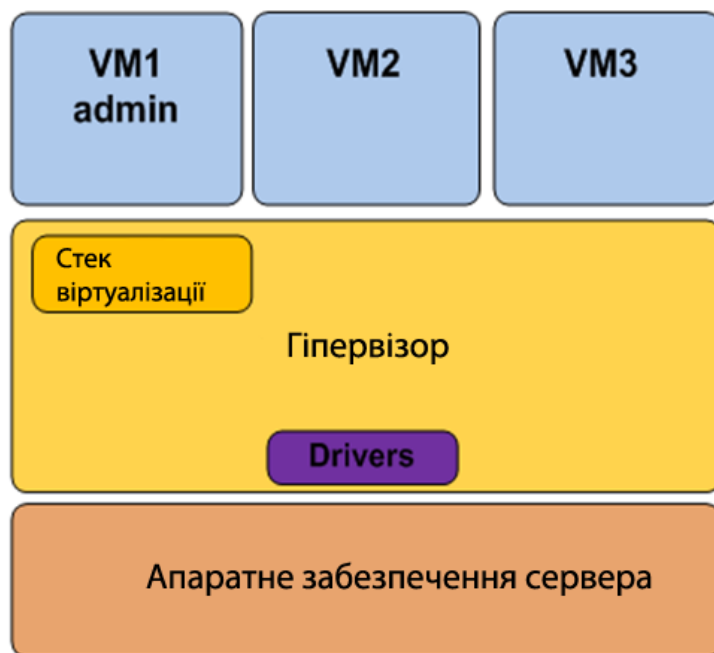 VM1
admin
VM2
VM3
Стек
віртуалізації
Гіпервізор
Drivers
Апаратне забезпечення сервера